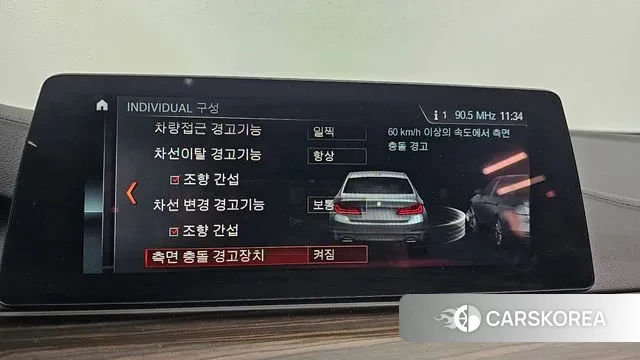 INDIVIDUAL 구성
i 1 90.5 MHz 11:34
차량접근 경고기능 일찍
차선이탈 경고기능 항상
조향 간섭
차선 변경 경고기능 보통
조향 간섭
측면 충돌 경고장치 켜짐
60 km/h 이상의 속도에서 측면
충돌 경고
CARSKOREA